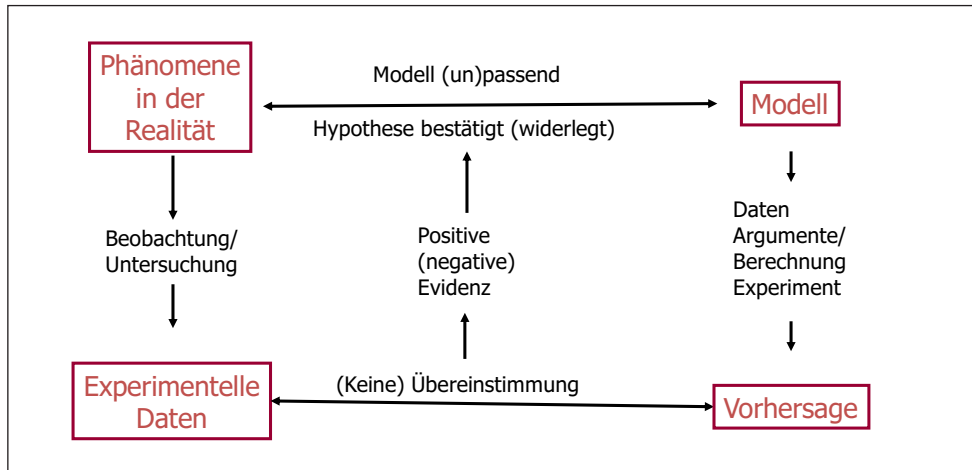 Phänomene
in der
Realität
Modell (un)passend
Hypothese bestätigt (widerlegt)
Modell
Beobachtung/
Untersuchung
Positive
(negative)
Evidenz
Daten
Argumente/
Berechnung
Experiment
Experimentelle
Daten
(Keine) Übereinstimmung
Vorhersage